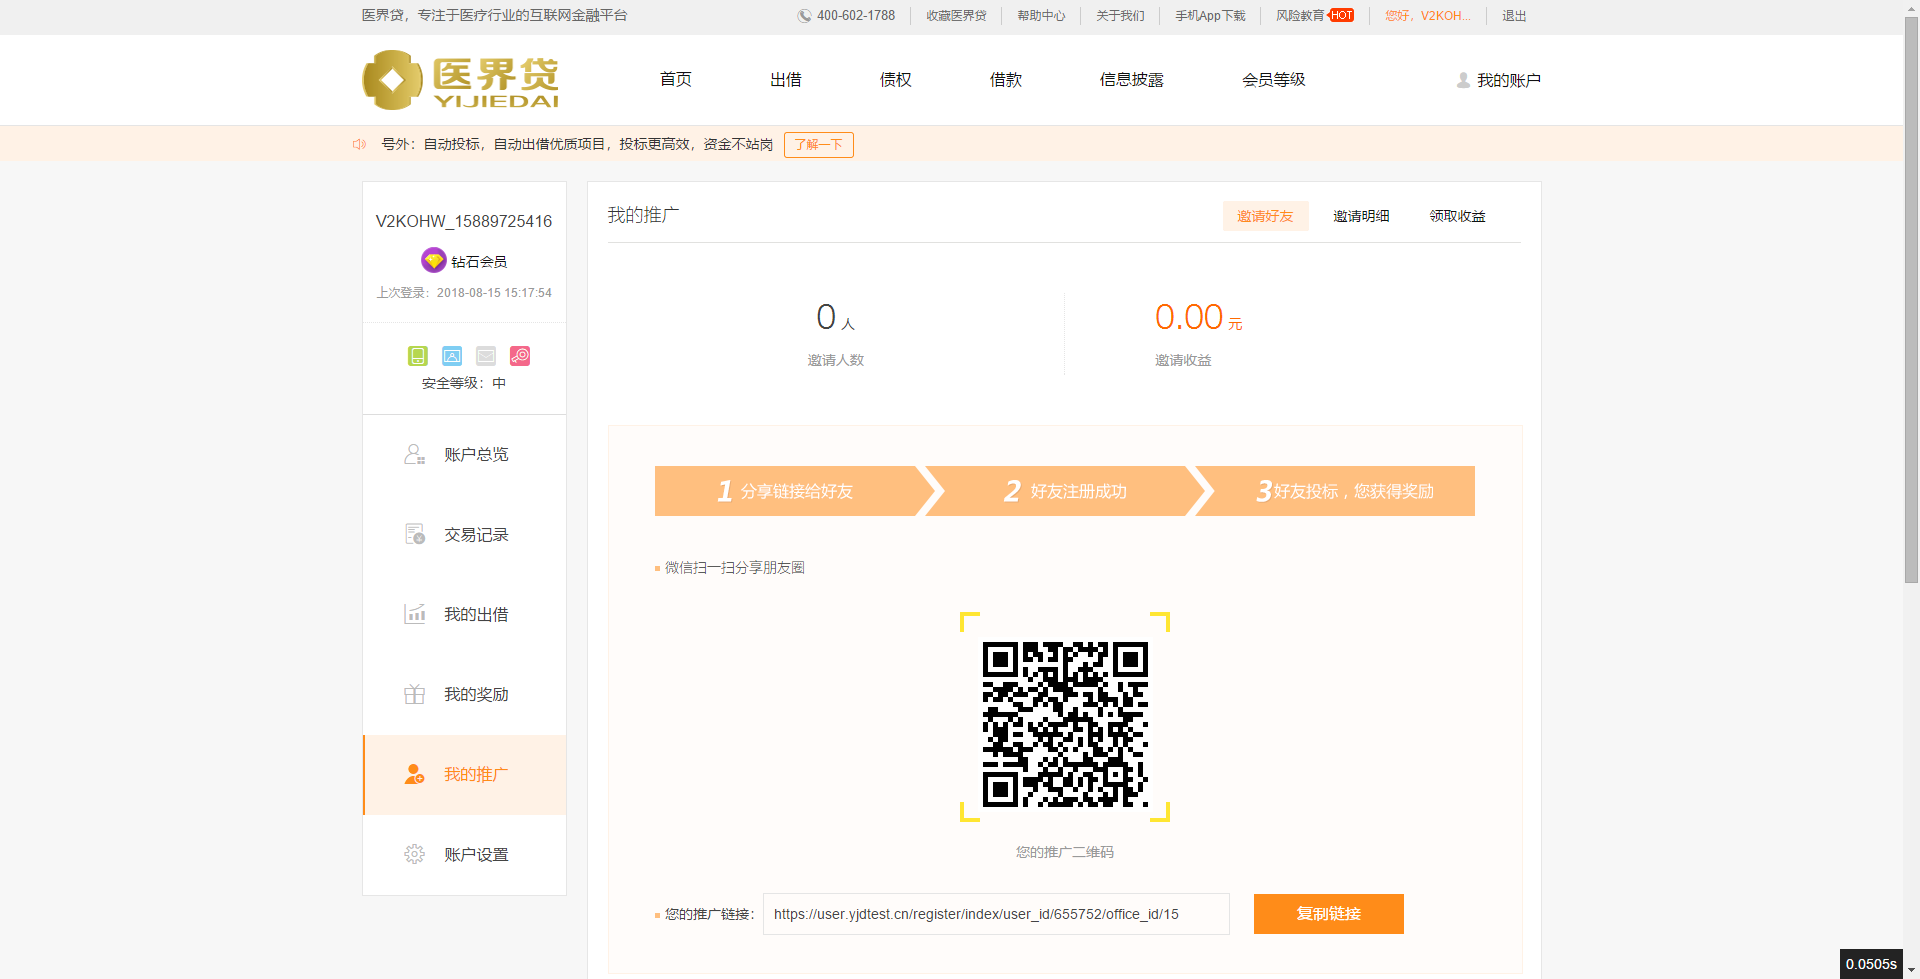 医界贷，专注于医疗行业的互联网金融平台
400-602-1788
收藏医界贷
帮助中心
关于我们
手机App下载
风险教育 HOT
您好，V2KOH...
退出
医界贷
YIJIEDAI
首页
出借
债权
借款
信息披露
会员等级
我的账户
号外：自动投标，自动出借优质项目，投标更高效，资金不站岗
了解一下
V2KOHW_15889725416
钻石会员
上次登录：2018-08-15 15:17:54
安全等级：中
账户总览
交易记录
我的出借
我的奖励
我的推广
账户设置
我的推广
邀请好友
邀请明细
领取收益
0 人
邀请人数
0.00 元
邀请收益
1 分享链接给好友
2 好友注册成功
3 好友投标，您获得奖励
微信扫一扫分享朋友圈
您的推广二维码
您的推广链接：
https://user.yjdtest.cn/register/index/user_id/655752/office_id/15
复制链接
0.0505s